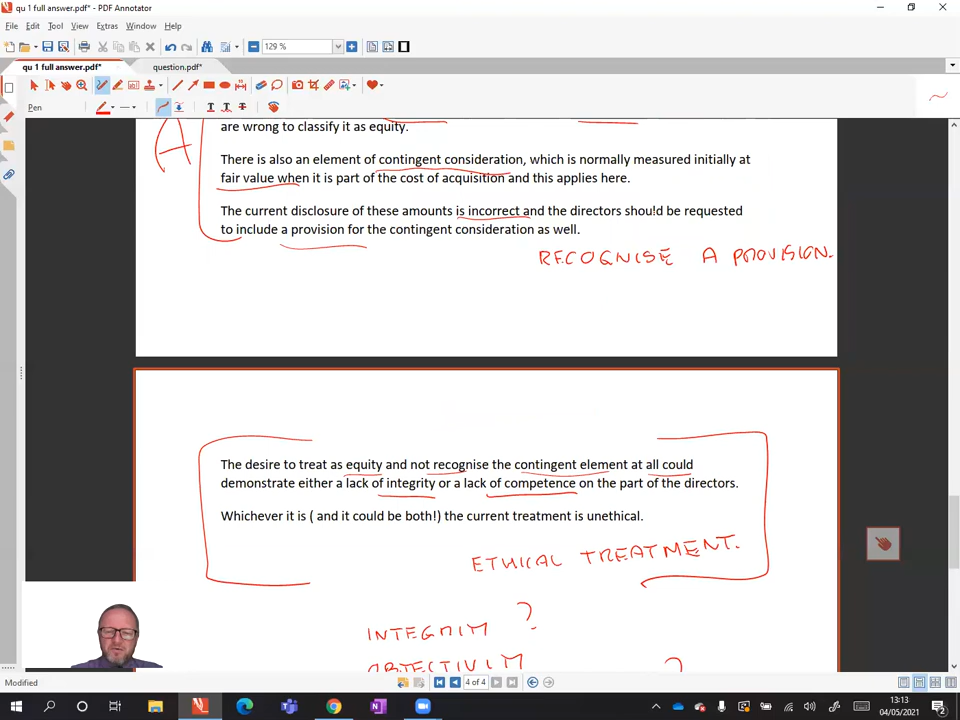 qu 1 full answer.pdf* - PDF Annotator
File Edit Tool View Extras Window Help
129 %
qu 1 full answer.pdf* question.pdf*
Pen
T T T
are wrong to classify it as equity.
A
There is also an element of contingent consideration, which is normally measured initially at
fair value when it is part of the cost of acquisition and this applies here.
The current disclosure of these amounts is incorrect and the directors should be requested
to include a provision for the contingent consideration as well.
RECOGNISE A PROVISION.
The desire to treat as equity and not recognise the contingent element at all could
demonstrate either a lack of integrity or a lack of competence on the part of the directors.
Whichever it is ( and it could be both!) the current treatment is unethical.
ETHICAL TREATMENT.
INTEGRITY ?
OBJECTIVITY ?
Modified
4 of 4
13:13
04/05/2021
2